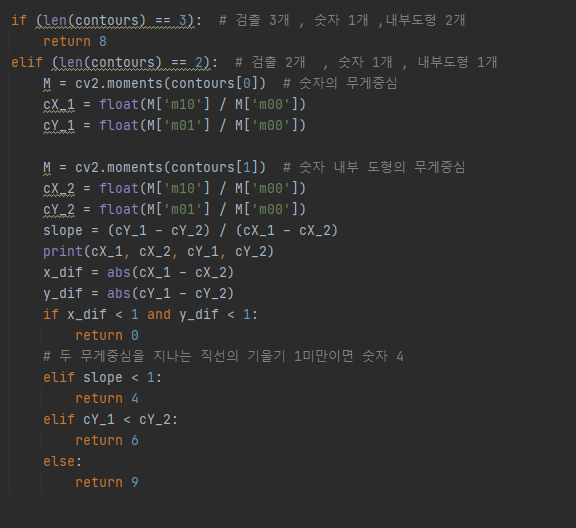 if (len(contours) == 3):  # 검출 3개 , 숫자 1개 ,내부도형 2개
    return 8
elif (len(contours) == 2):  # 검출 2개  , 숫자 1개 , 내부도형 1개
    M = cv2.moments(contours[0])  # 숫자의 무게중심
    cX_1 = float(M['m10'] / M['m00'])
    cY_1 = float(M['m01'] / M['m00'])

    M = cv2.moments(contours[1])  # 숫자 내부 도형의 무게중심
    cX_2 = float(M['m10'] / M['m00'])
    cY_2 = float(M['m01'] / M['m00'])
    slope = (cY_1 - cY_2) / (cX_1 - cX_2)
    print(cX_1, cX_2, cY_1, cY_2)
    x_dif = abs(cX_1 - cX_2)
    y_dif = abs(cY_1 - cY_2)
    if x_dif < 1 and y_dif < 1:
        return 0
    # 두 무게중심을 지나는 직선의 기울기 1미만이면 숫자 4
    elif slope < 1:
        return 4
    elif cY_1 < cY_2:
        return 6
    else:
        return 9